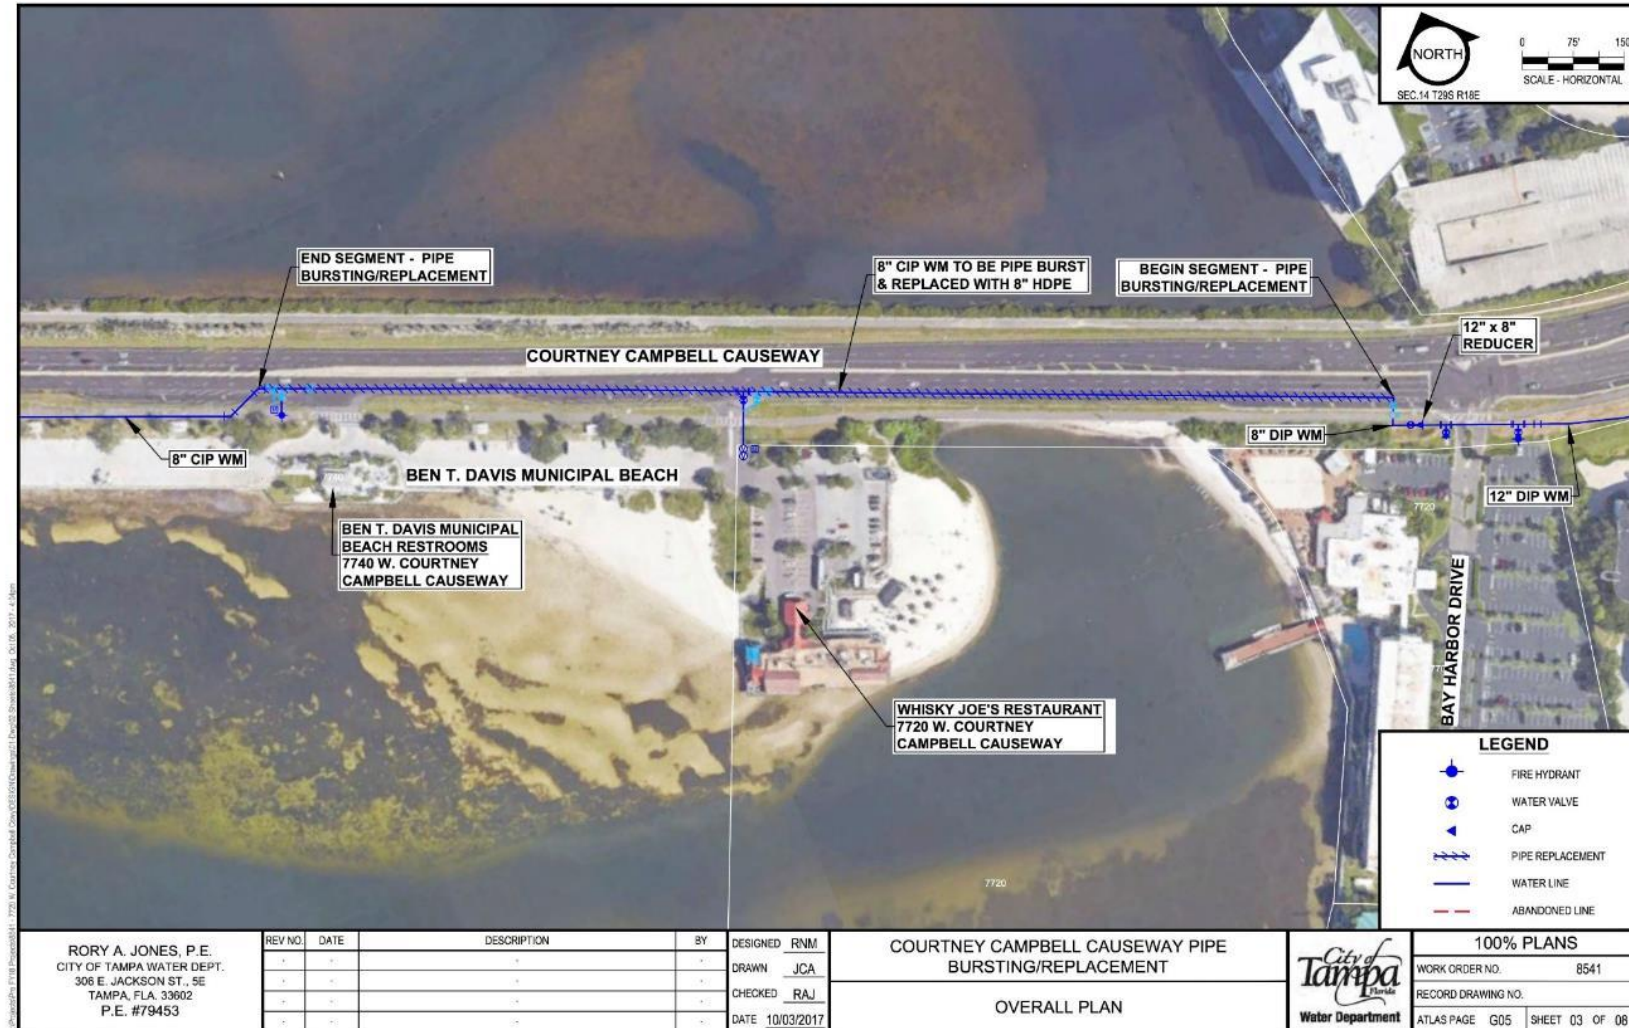 NORTH
SEC.14 T29S R18E
0 75' 150
SCALE - HORIZONTAL
END SEGMENT - PIPE
BURSTING/REPLACEMENT
8" CIP WM TO BE PIPE BURST
& REPLACED WITH 8" HDPE
BEGIN SEGMENT - PIPE
BURSTING/REPLACEMENT
12" x 8"
REDUCER
COURTNEY CAMPBELL CAUSEWAY
8" CIP WM
BEN T. DAVIS MUNICIPAL BEACH
8" DIP WM
12" DIP WM
7720
BEN T. DAVIS MUNICIPAL
BEACH RESTROOMS
7740 W. COURTNEY
CAMPBELL CAUSEWAY
BAY HARBOR DRIVE
WHISKY JOE'S RESTAURANT
7720 W. COURTNEY
CAMPBELL CAUSEWAY
7720
LEGEND
FIRE HYDRANT
WATER VALVE
CAP
PIPE REPLACEMENT
WATER LINE
ABANDONED LINE
RORY A. JONES, P.E.
CITY OF TAMPA WATER DEPT.
306 E. JACKSON ST., 5E
TAMPA, FLA. 33602
P.E. #79453
REV NO. DATE DESCRIPTION BY
DESIGNED RNM
DRAWN JCA
CHECKED RAJ
DATE 10/03/2017
COURTNEY CAMPBELL CAUSEWAY PIPE
BURSTING/REPLACEMENT
OVERALL PLAN
City of
Tampa
Florida
Water Department
100% PLANS
WORK ORDER NO. 8541
RECORD DRAWING NO.
ATLAS PAGE G05 SHEET 03 OF 08